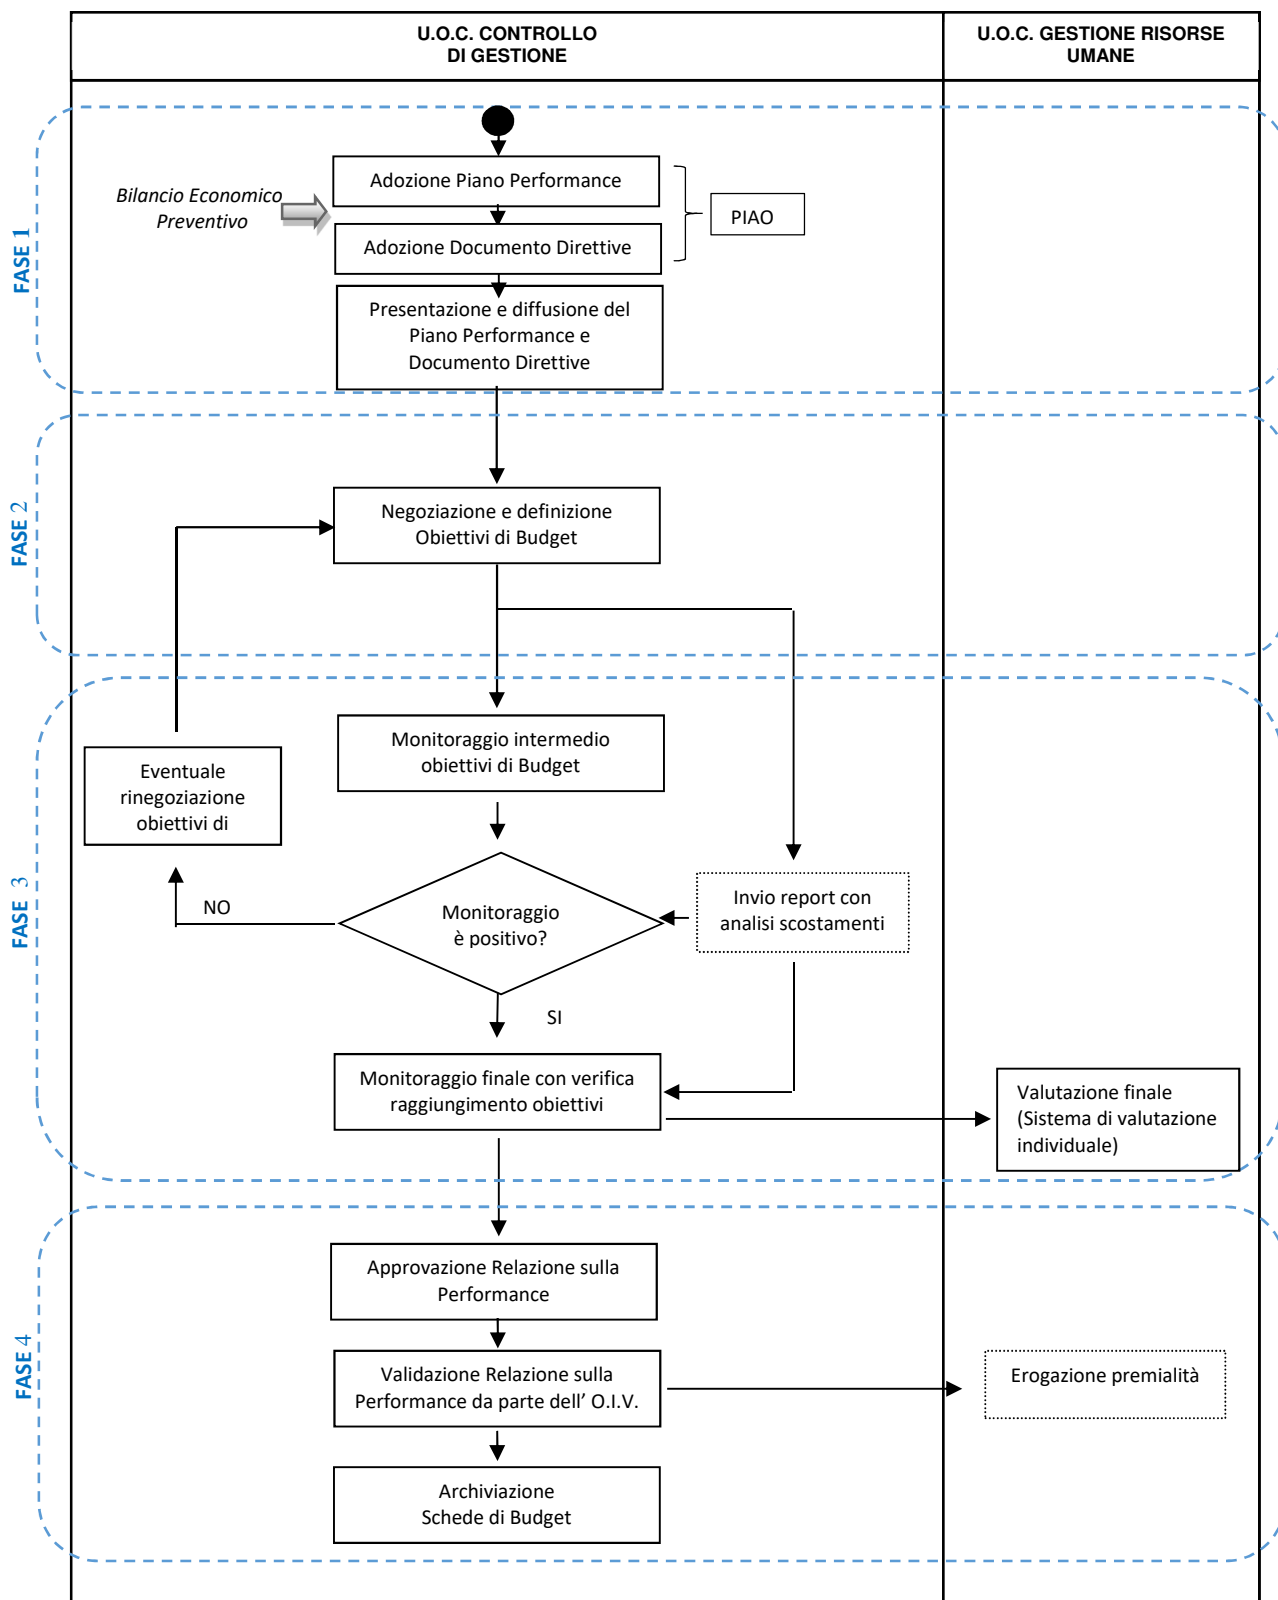 U.O.C. CONTROLLO
DI GESTIONE
U.O.C. GESTIONE RISORSE
UMANE
FASE 1
Adozione Piano Performance
Bilancio Economico
Preventivo
PIAO
Adozione Documento Direttive
Presentazione e diffusione del
Piano Performance e
Documento Direttive
FASE 2
Negoziazione e definizione
Obiettivi di Budget
FASE 3
Monitoraggio intermedio
obiettivi di Budget
Eventuale
rinegoziazione
obiettivi di
NO
Monitoraggio
è positivo?
Invio report con
analisi scostamenti
SI
Monitoraggio finale con verifica
raggiungimento obiettivi
Valutazione finale
(Sistema di valutazione
individuale)
FASE 4
Approvazione Relazione sulla
Performance
Validazione Relazione sulla
Performance da parte dell’ O.I.V.
Erogazione premialità
Archiviazione
Schede di Budget